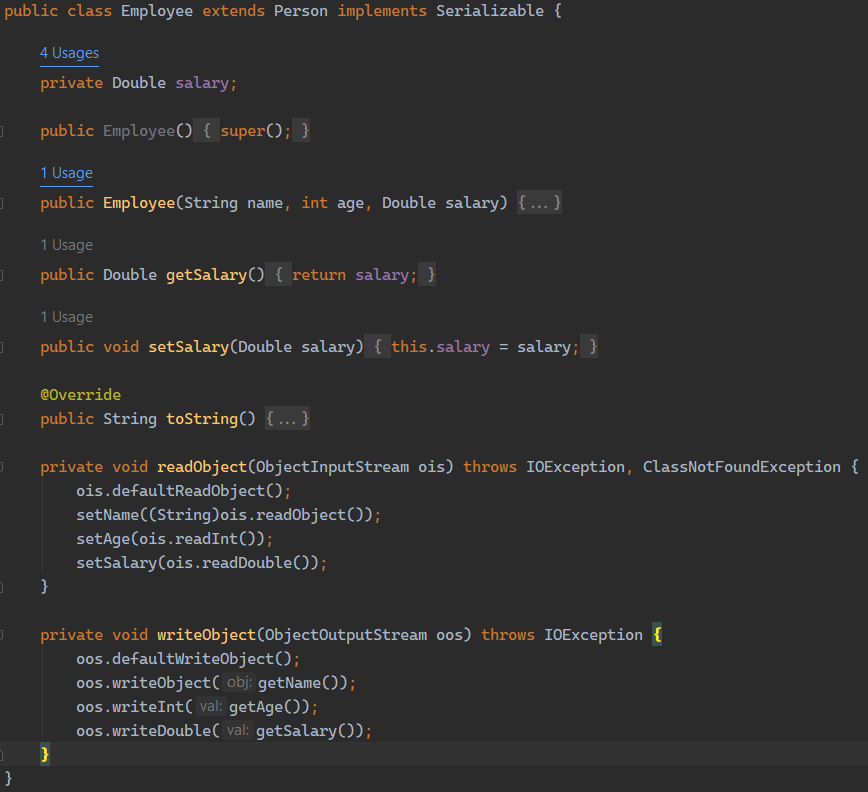 public class Employee extends Person implements Serializable {
4 Usages
private Double salary;
public Employee() { super(); }
1 Usage
public Employee(String name, int age, Double salary) {...}
1 Usage
public Double getSalary() { return salary; }
1 Usage
public void setSalary(Double salary) { this.salary = salary; }
@Override
public String toString() {...}
private void readObject(ObjectInputStream ois) throws IOException, ClassNotFoundException {
ois.defaultReadObject();
setName((String)ois.readObject());
setAge(ois.readInt());
setSalary(ois.readDouble());
}
private void writeObject(ObjectOutputStream oos) throws IOException {
oos.defaultWriteObject();
oos.writeObject( obj: getName());
oos.writeInt( val: getAge());
oos.writeDouble( val: getSalary());
}
}